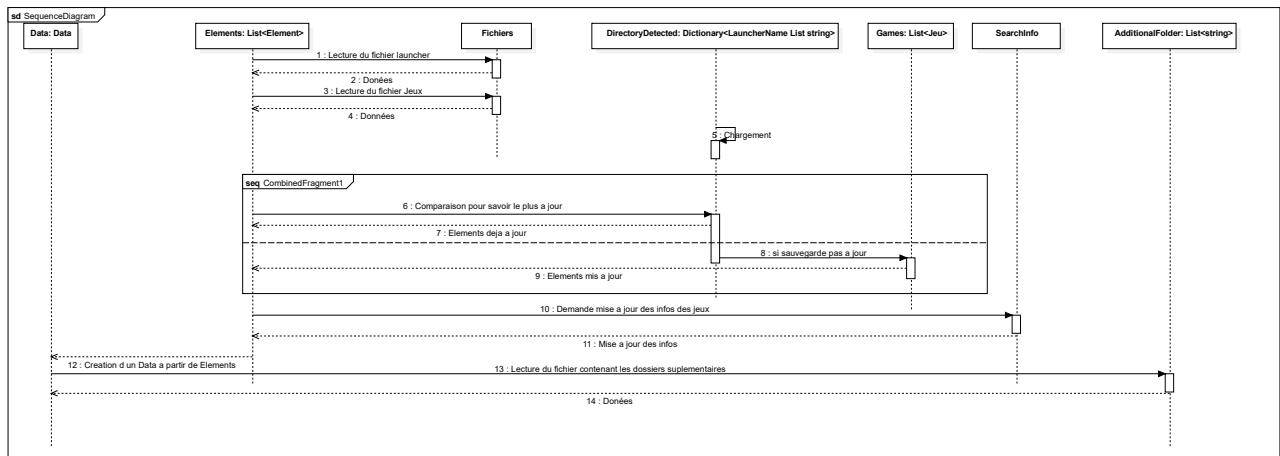 sd SequenceDiagram
Data: Data
Elements: List<Element>
Fichiers
DirectoryDetected: Dictionary<LauncherName List string>
Games: List<Jeu>
SearchInfo
AdditionalFolder: List<string>
1 : Lecture du fichier launcher
2 : Donées
3 : Lecture du fichier Jeux
4 : Données
5 : Chargement
seq CombinedFragment1
6 : Comparaison pour savoir le plus a jour
7 : Elements deja a jour
8 : si sauvegarde pas a jour
9 : Elements mis a jour
10 : Demande mise a jour des infos des jeux
11 : Mise a jour des infos
12 : Creation d un Data a partir de Elements
13 : Lecture du fichier contenant les dossiers suplementaires
14 : Donées